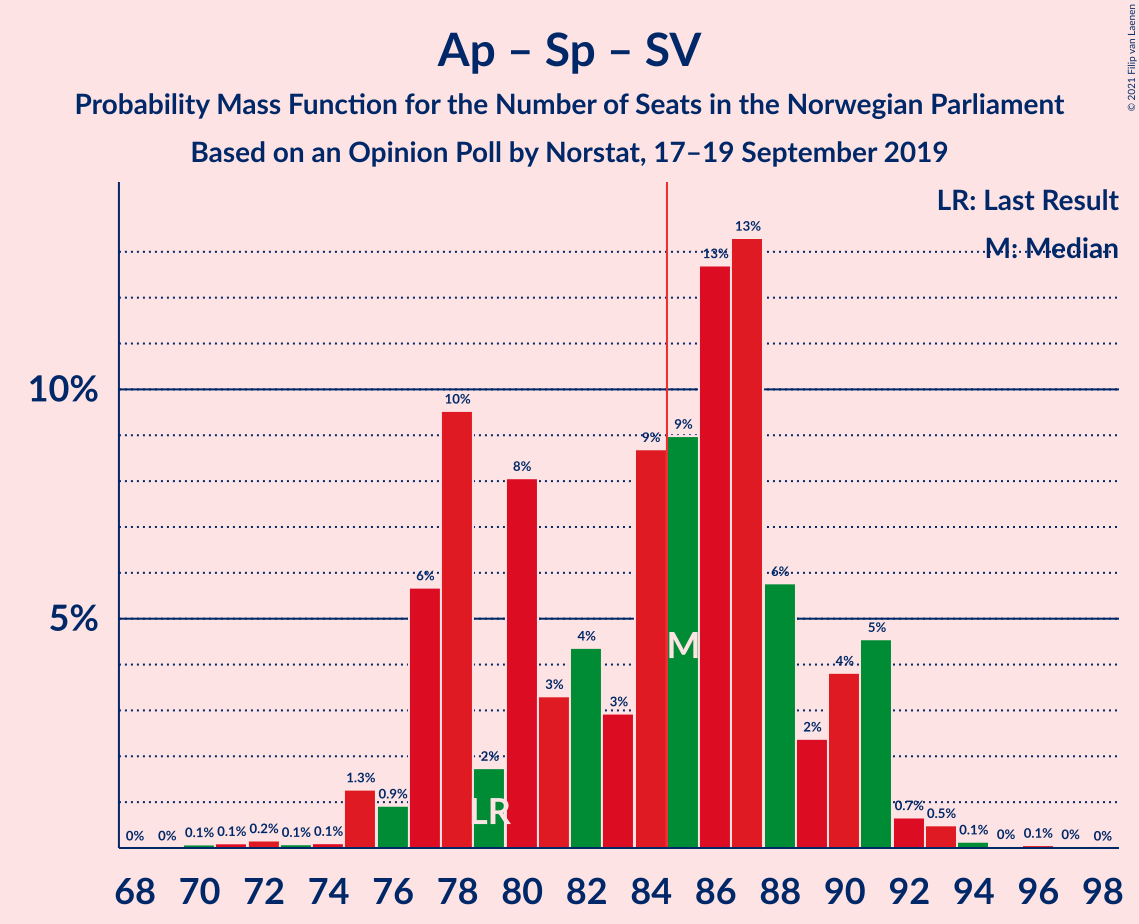 Ap – Sp – SV
Probability Mass Function for the Number of Seats in the Norwegian Parliament
Based on an Opinion Poll by Norstat, 17–19 September 2019
© 2021 Filip van Laenen
LR: Last Result
M: Median
10%
5%
0% 0% 0.1% 0.1% 0.2% 0.1% 0.1% 1.3% 0.9% 6% 10% 2% 8% 3% 4% 3% 9% 9% 13% 13% 6% 2% 4% 5% 0.7% 0.5% 0.1% 0% 0.1% 0% 0%
LR
M
68 70 72 74 76 78 80 82 84 86 88 90 92 94 96 98